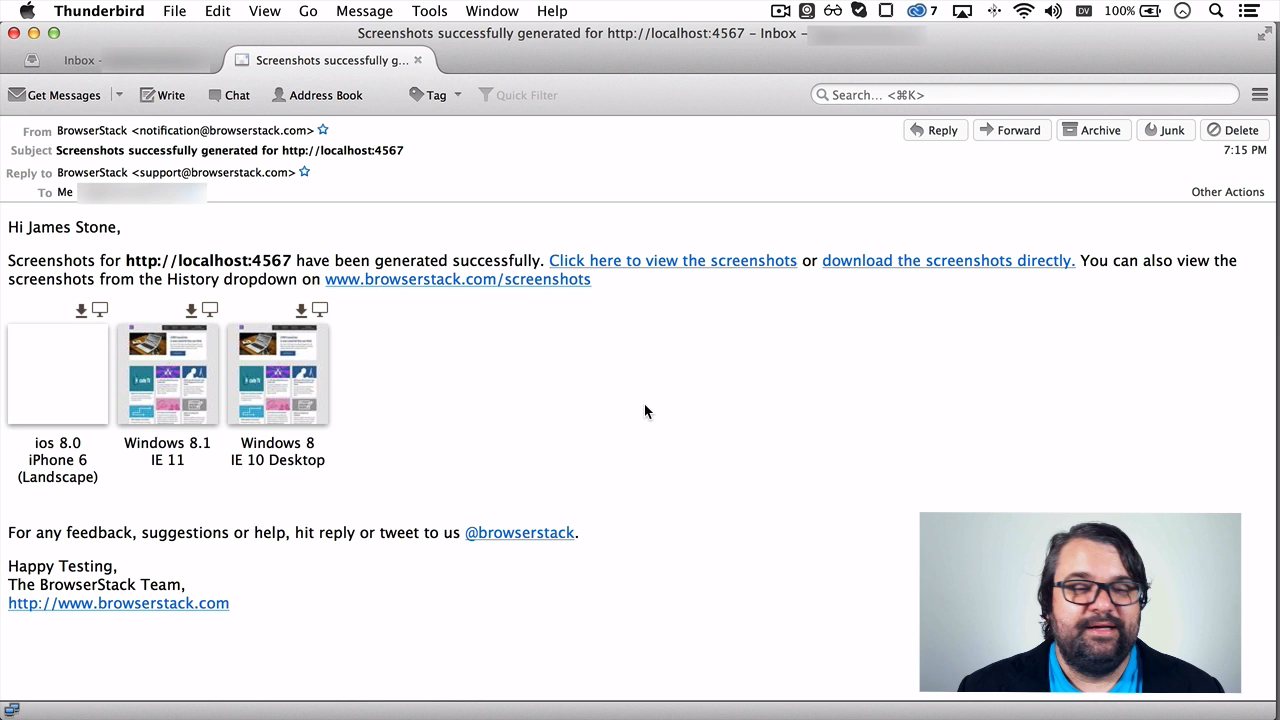 Thunderbird File Edit View Go Message Tools Window Help 7 DV 100%
Screenshots successfully generated for http://localhost:4567 – Inbox –
Inbox - Screenshots successfully g...
Get Messages Write Chat Address Book Tag Quick Filter Search... <⌘K>
From BrowserStack <notification@browserstack.com> Reply Forward Archive Junk Delete
Subject Screenshots successfully generated for http://localhost:4567 7:15 PM
Reply to BrowserStack <support@browserstack.com>
To Me Other Actions
Hi James Stone,
Screenshots for http://localhost:4567 have been generated successfully. Click here to view the screenshots or download the screenshots directly. You can also view the
screenshots from the History dropdown on www.browserstack.com/screenshots
ios 8.0
iPhone 6
(Landscape)
Windows 8.1
IE 11
Windows 8
IE 10 Desktop
For any feedback, suggestions or help, hit reply or tweet to us @browserstack.
Happy Testing,
The BrowserStack Team,
http://www.browserstack.com